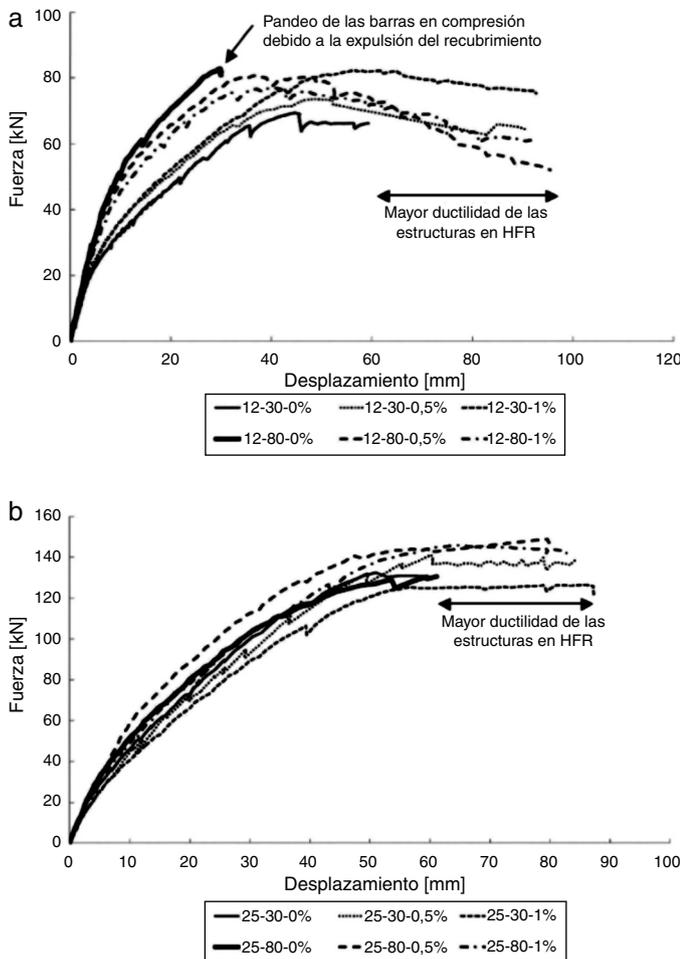 a
100
80
60
40
20
0
Fuerza [kN]
Pandeo de las barras en compresión
debido a la expulsión del recubrimiento
Mayor ductilidad de las
estructuras en HFR
0 20 40 60 80 100 120
Desplazamiento [mm]
12-30-0% 12-30-0,5% 12-30-1%
12-80-0% 12-80-0,5% 12-80-1%
b
160
140
120
100
80
60
40
20
0
Fuerza [kN]
Mayor ductilidad de las
estructuras en HFR
0 10 20 30 40 50 60 70 80 90 100
Desplazamiento [mm]
25-30-0% 25-30-0,5% 25-30-1%
25-80-0% 25-80-0,5% 25-80-1%